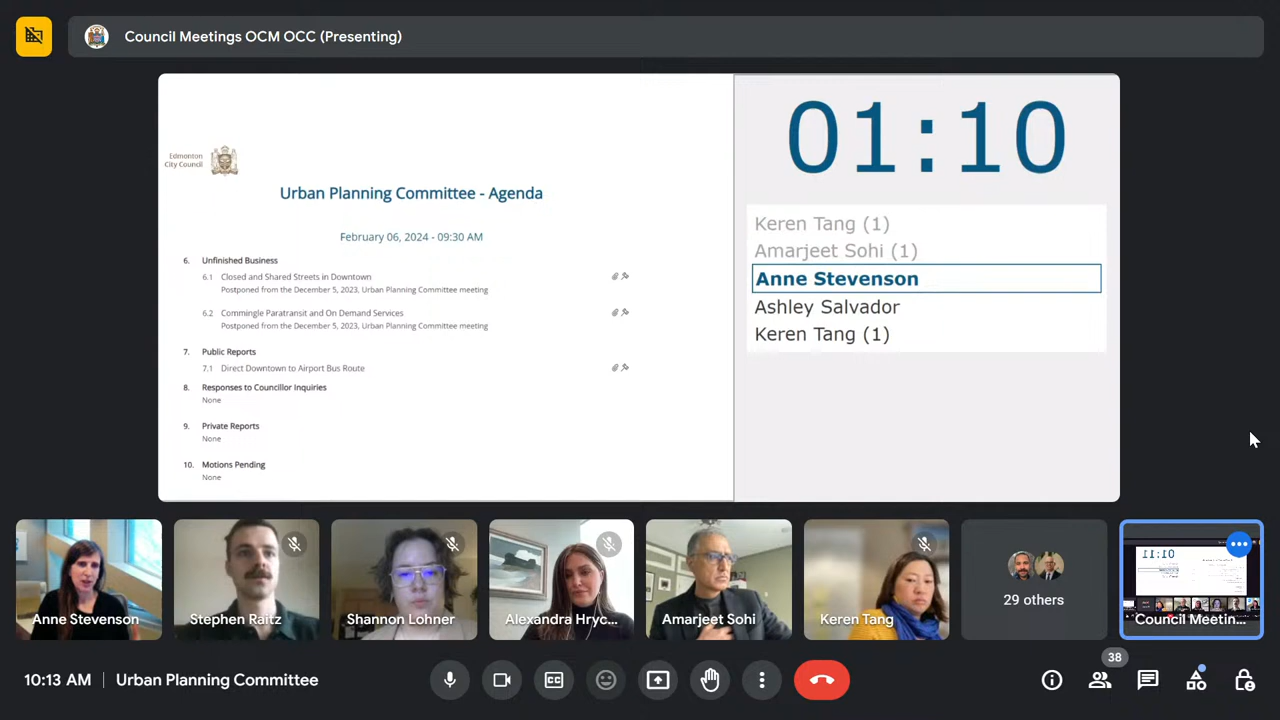 Council Meetings OCM OCC (Presenting)
Edmonton
City Council
Urban Planning Committee - Agenda
February 06, 2024 - 09:30 AM
6. Unfinished Business
6.1 Closed and Shared Streets in Downtown
Postponed from the December 5, 2023, Urban Planning Committee meeting
6.2 Commingle Paratransit and On Demand Services
Postponed from the December 5, 2023, Urban Planning Committee meeting
7. Public Reports
7.1 Direct Downtown to Airport Bus Route
8. Responses to Councillor Inquiries
None
9. Private Reports
None
10. Motions Pending
None
01:10
Keren Tang (1)
Amarjeet Sohi (1)
Anne Stevenson
Ashley Salvador
Keren Tang (1)
Anne Stevenson
Stephen Raitz
Shannon Lohner
Alexandra Hryc...
Amarjeet Sohi
Keren Tang
29 others
Council Meetin...
10:13 AM | Urban Planning Committee
CC
38